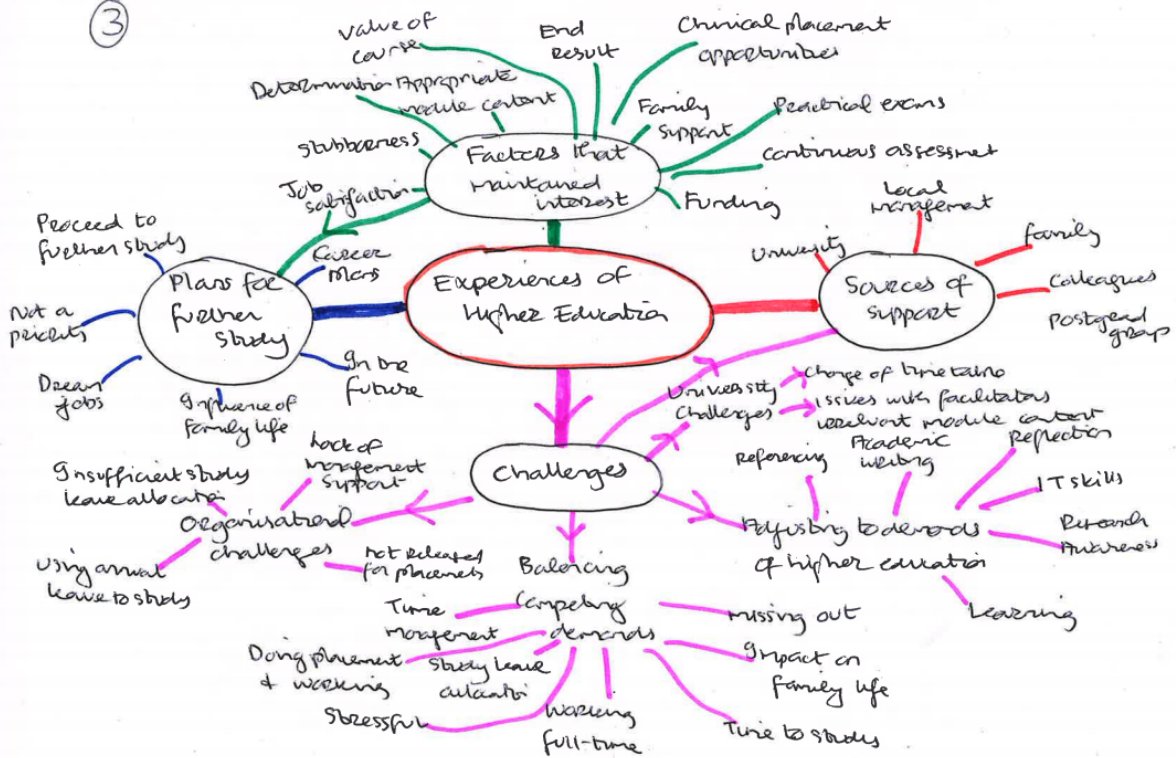 3
Value of
course
End
Result
Clinical placement
opportunities
Determination
Appropriate
module content
Family
Support
Practical exams
Stubborness
Factors that
maintained
interest
Continuous assessment
Funding
Job
satisfaction
Local
Management
Proceed to
further study
Career
Plans
University
Family
Plans for
further
study
Experiences of
Higher Education
Sources of
support
Colleagues
Postgrad
group
Not a
priority
Dream
jobs
In the
future
Influence of
Family life
University
challenges
Change of timetable
Issues with facilitators
irrelevant module content
Lack of
Management
Support
Challenges
Referencing
Academic
writing
Reflection
Insufficient study
leave allocation
IT skills
Organisational
challenges
Adjusting to demands
of higher education
Research
Awareness
Using annual
leave to study
Not released
for placements
Balancing
Competing
demands
Learning
Time
management
Missing out
Doing placement
& working
Study leave
allocation
Impact on
family life
Stressful
Working
full-time
Time to study